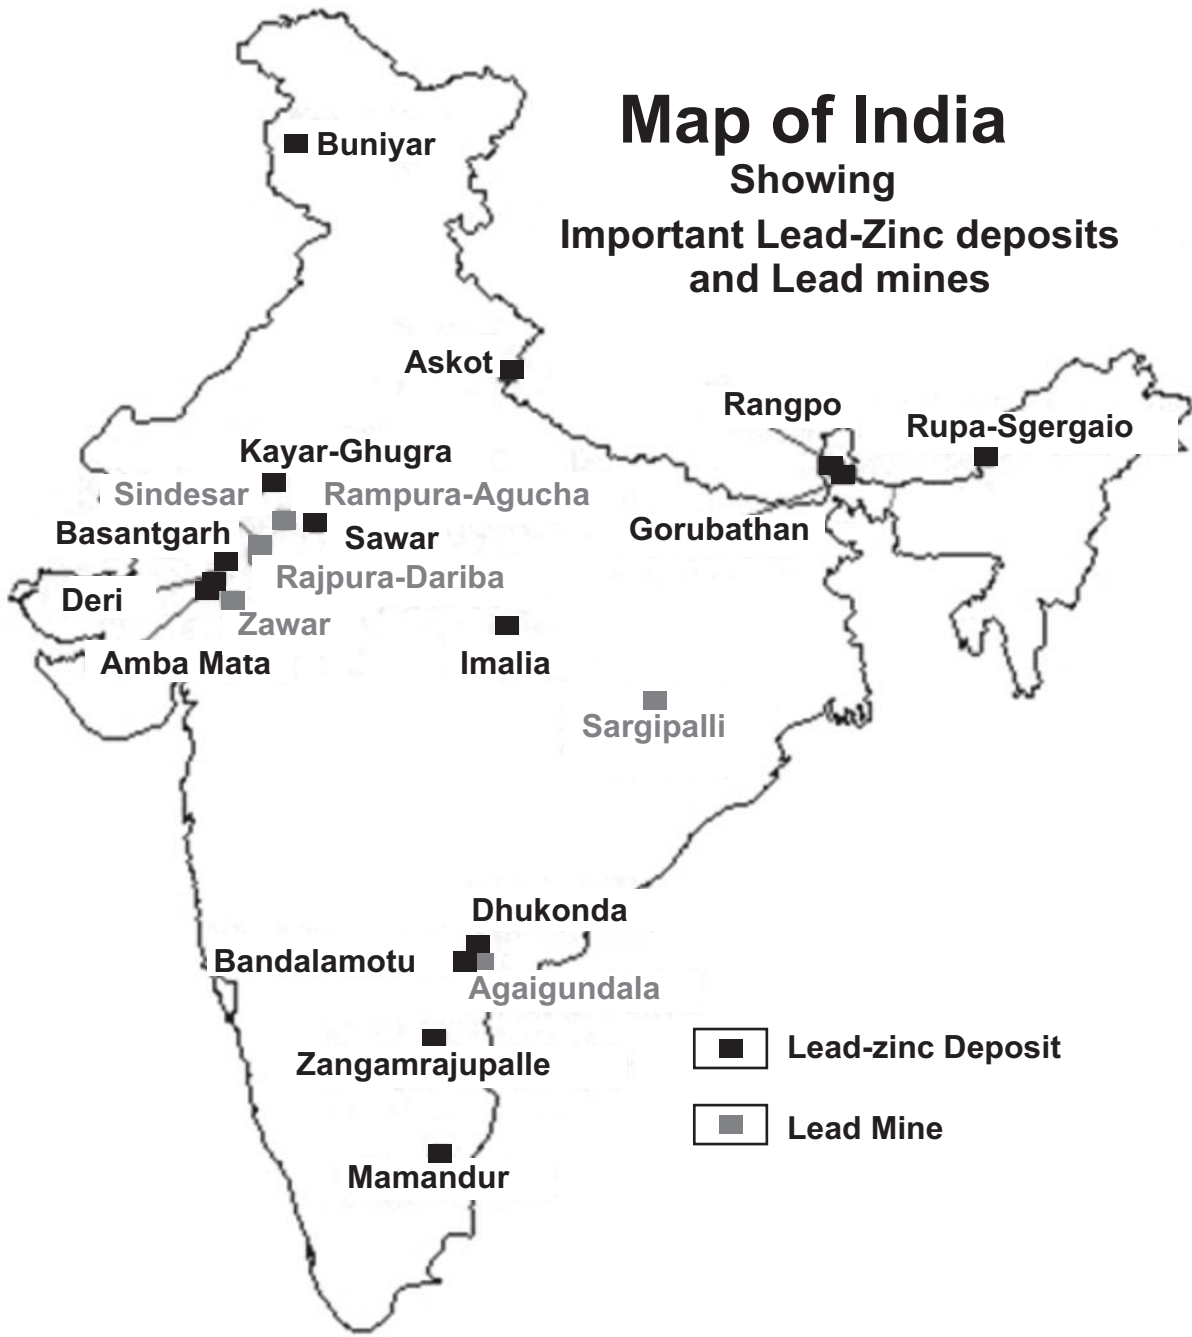 Map of India
Showing
Important Lead-Zinc deposits
and Lead mines
Buniyar
Askot
Rangpo
Rupa-Sgergaio
Kayar-Ghugra
Sindesar
Rampura-Agucha
Basantgarh
Sawar
Gorubathan
Rajpura-Dariba
Deri
Zawar
Amba Mata
Imalia
Sargipalli
Dhukonda
Bandalamotu
Agaigundala
Zangamrajupalle
Mamandur
Lead-zinc Deposit
Lead Mine